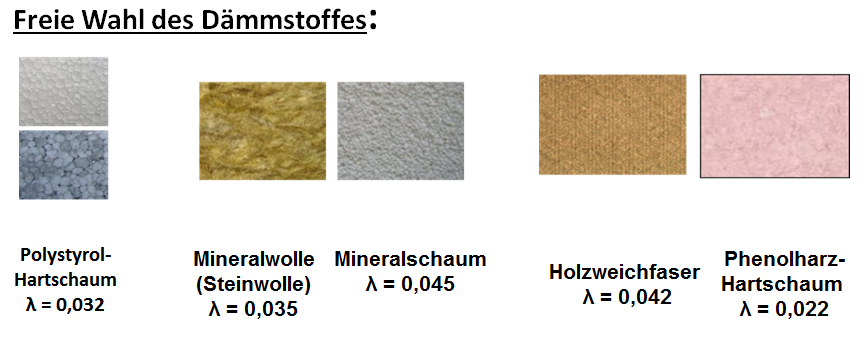 Freie Wahl des Dämmstoffes:
Polystyrol-
Hartschaum
λ = 0,032
Mineralwolle
(Steinwolle)
λ = 0,035
Mineralschaum
λ = 0,045
Holzweichfaser
λ = 0,042
Phenolharz-
Hartschaum
λ = 0,022